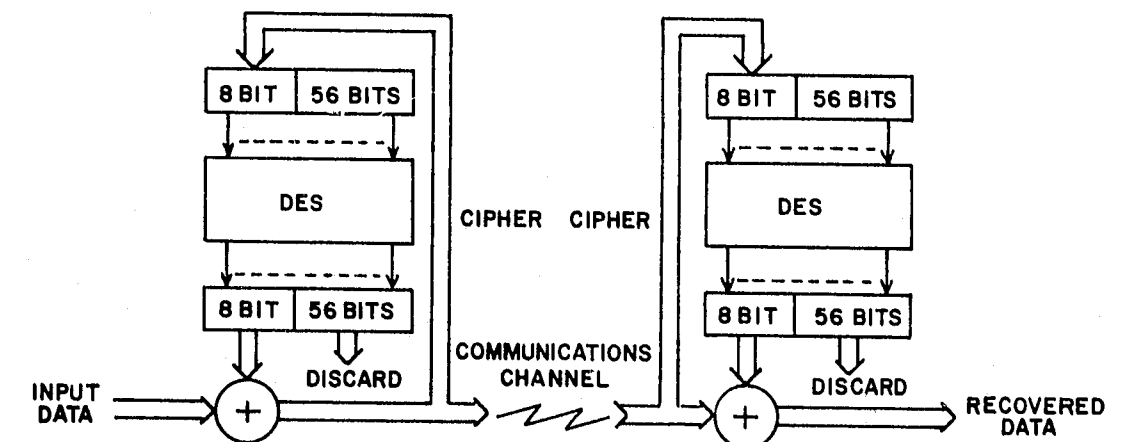 8 BIT 56 BITS
DES
8 BIT 56 BITS
DISCARD
INPUT
DATA
+
CIPHER CIPHER
COMMUNICATIONS
CHANNEL
8 BIT 56 BITS
DES
8 BIT 56 BITS
DISCARD
+
RECOVERED
DATA